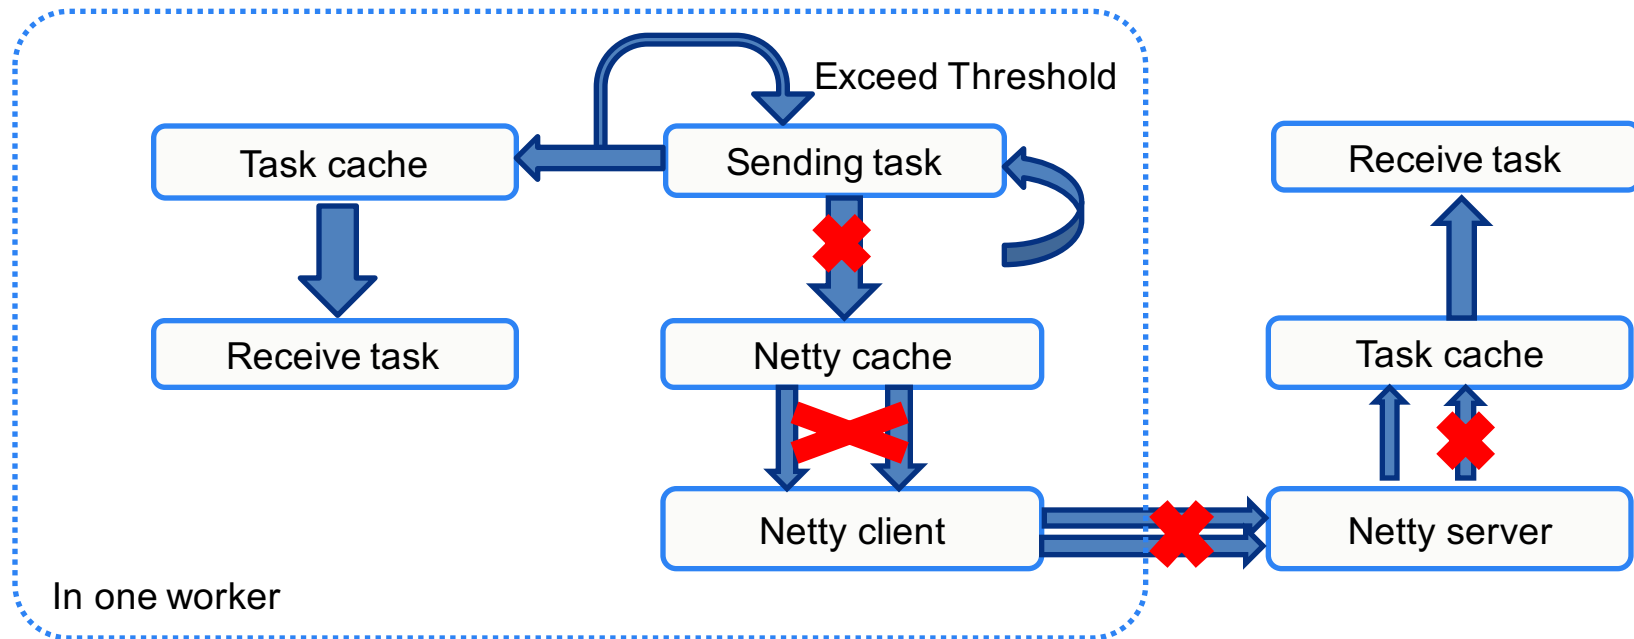 Exceed Threshold
Task cache
Sending task
Receive task
Receive task
Netty cache
Task cache
Netty client
Netty server
In one worker